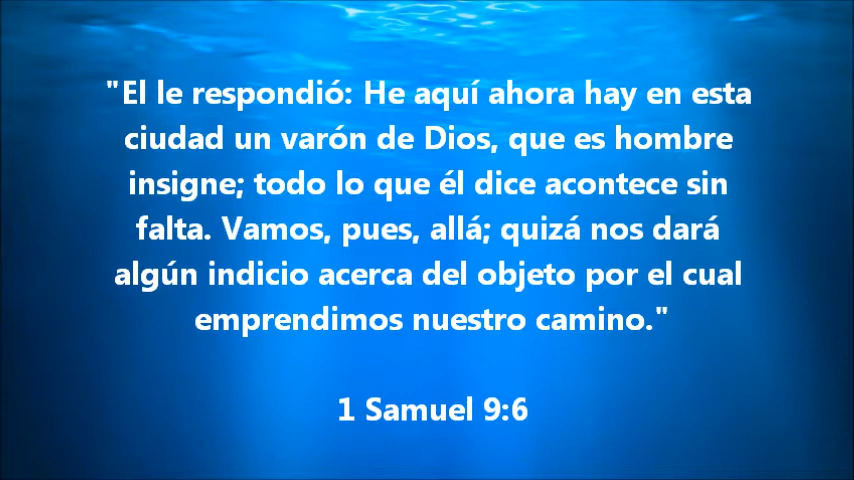 "El le respondió: He aquí ahora hay en esta
ciudad un varón de Dios, que es hombre
insigne; todo lo que él dice acontece sin
falta. Vamos, pues, allá; quizá nos dará
algún indicio acerca del objeto por el cual
emprendimos nuestro camino."
1 Samuel 9:6